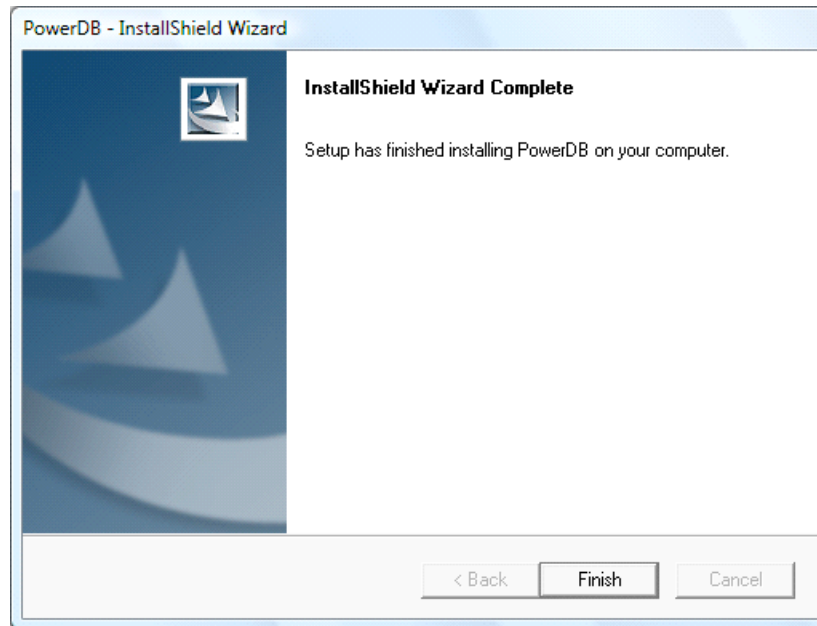 PowerDB - InstallShield Wizard
InstallShield Wizard Complete
Setup has finished installing PowerDB on your computer.
< Back
Finish
Cancel